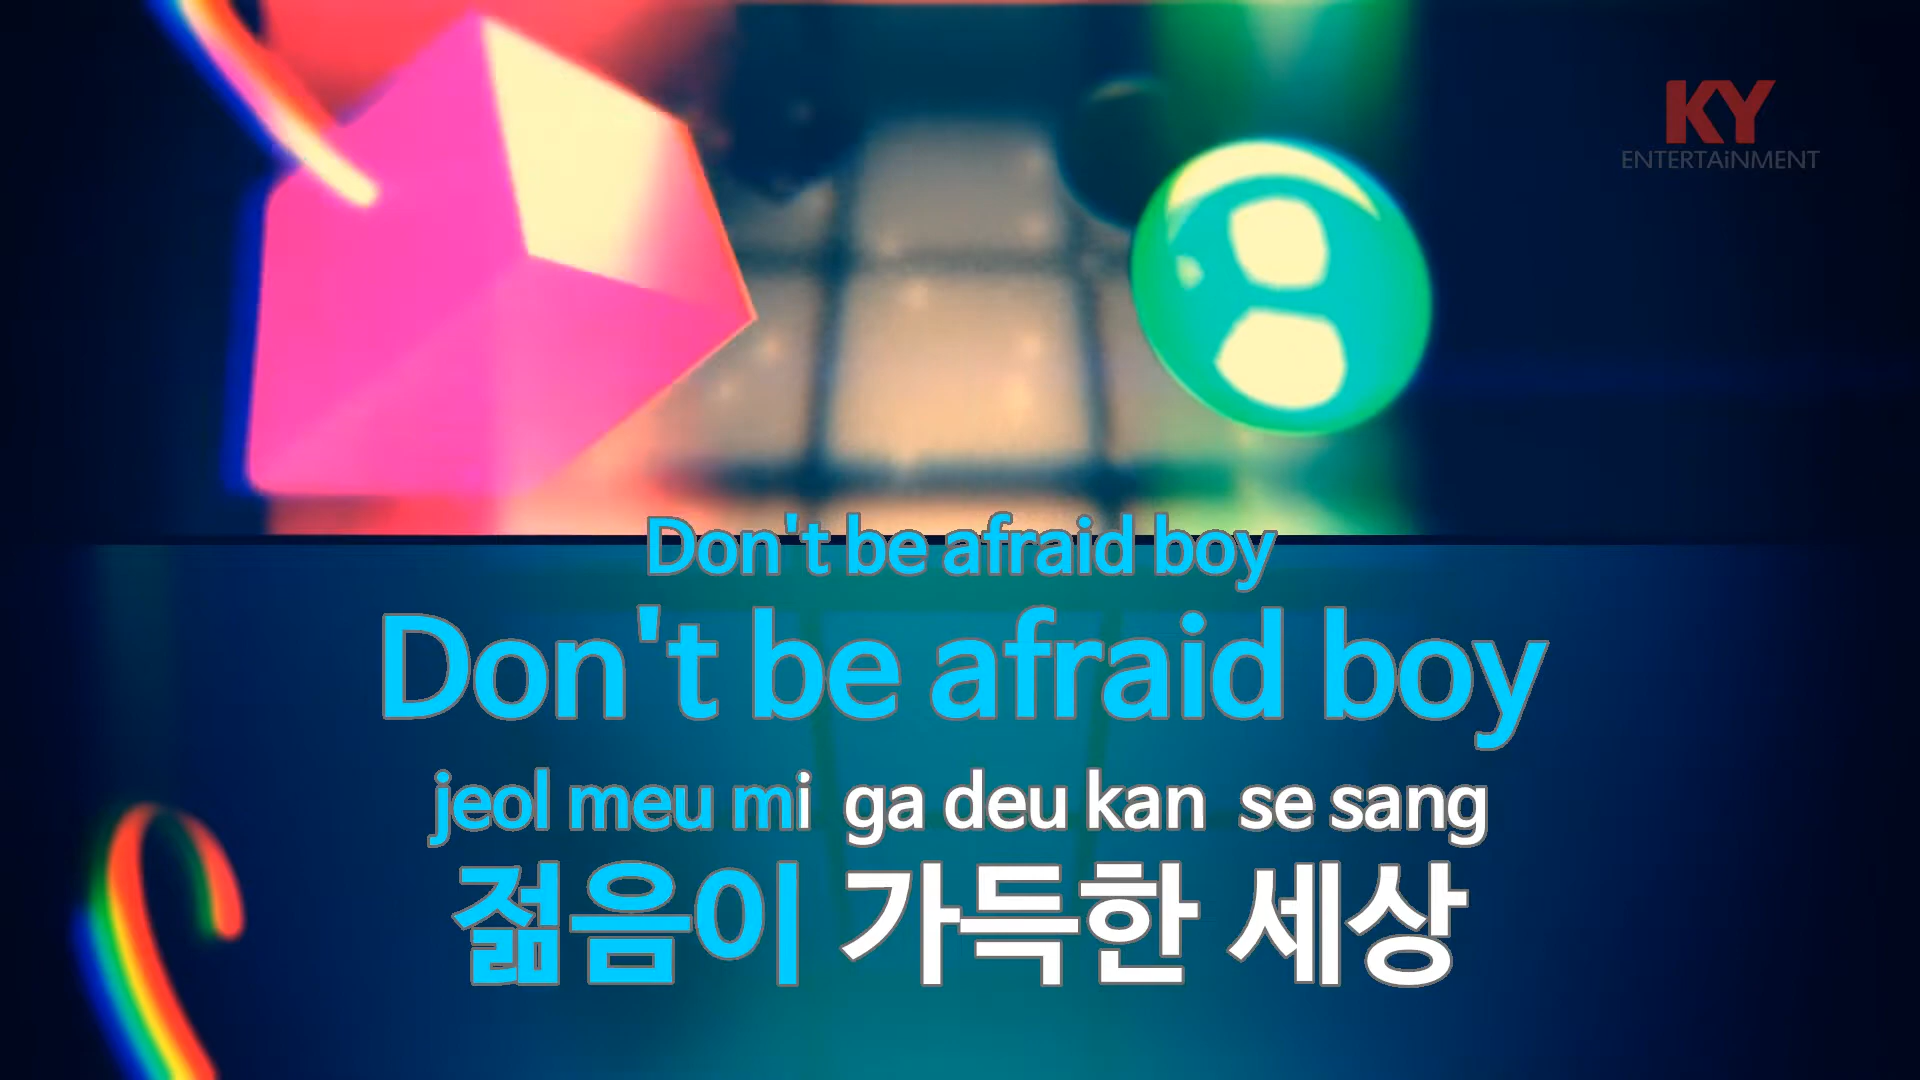 KY
ENTERTAiNMENT
Don't be afraid boy
Don't be afraid boy
jeol meu mi ga deu kan se sang
젊음이 가득한 세상